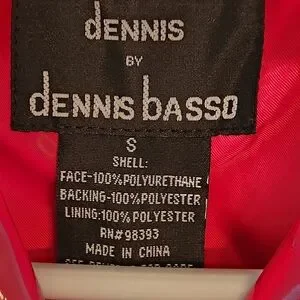 dENNIS
BY
dENNIS bASSO
S
SHELL:
FACE-100%POLYURETHANE
BACKING-100%POLYESTER
LINING:100% POLYESTER
RN#98393
MADE IN CHINA